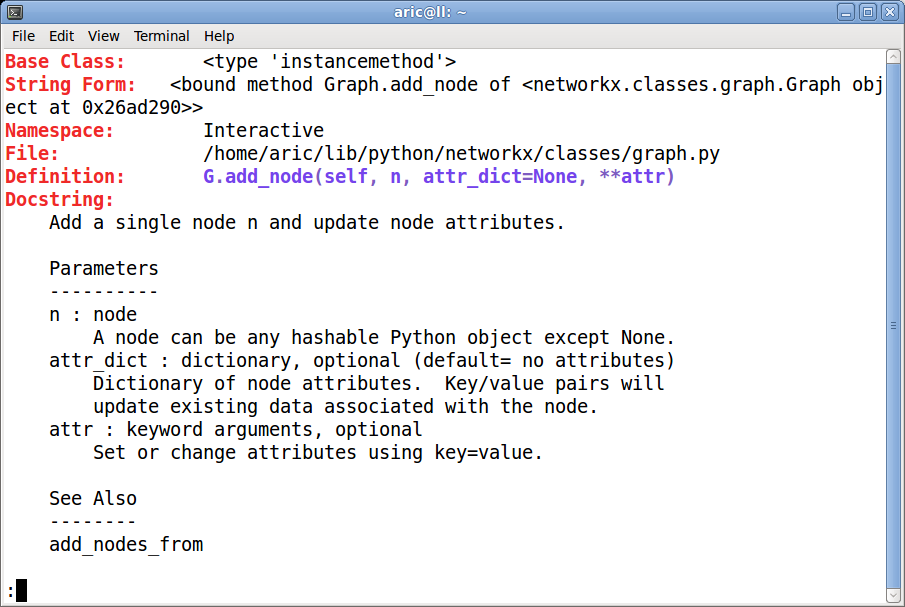 aric@ll: ~
File Edit View Terminal Help
Base Class:       <type 'instancemethod'>
String Form:   <bound method Graph.add_node of <networkx.classes.graph.Graph obj
ect at 0x26ad290>>
Namespace:        Interactive
File:             /home/aric/lib/python/networkx/classes/graph.py
Definition:       G.add_node(self, n, attr_dict=None, **attr)
Docstring:
    Add a single node n and update node attributes.

    Parameters
    ----------
    n : node
        A node can be any hashable Python object except None.
    attr_dict : dictionary, optional (default= no attributes)
        Dictionary of node attributes.  Key/value pairs will
        update existing data associated with the node.
    attr : keyword arguments, optional
        Set or change attributes using key=value.

    See Also
    --------
    add_nodes_from

: